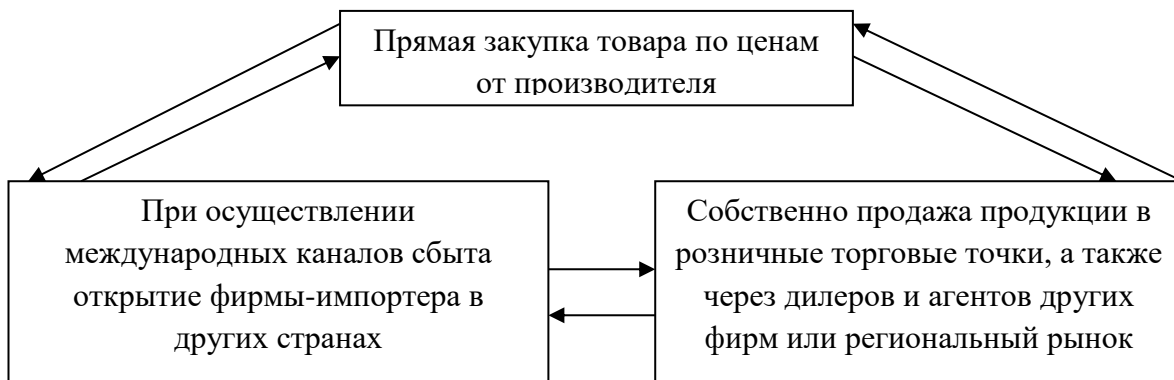 Прямая закупка товара по ценам
от производителя
При осуществлении
международных каналов сбыта
открытие фирмы-импортера в
других странах
Собственно продажа продукции в
розничные торговые точки, а также
через дилеров и агентов других
фирм или региональный рынок